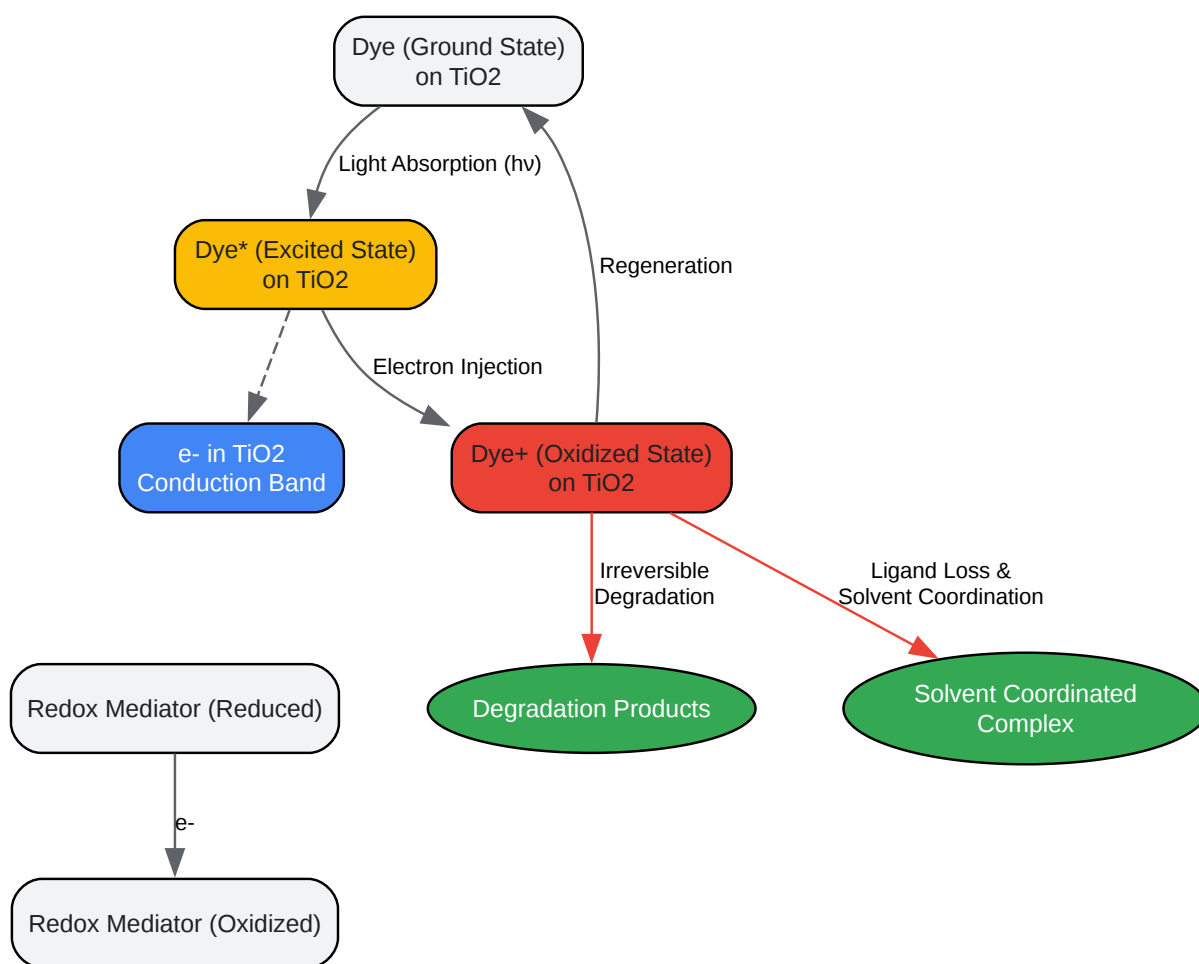 Dye (Ground State)
on TiO2
Light Absorption (hν)
Dye* (Excited State)
on TiO2
Regeneration
Electron Injection
e- in TiO2
Conduction Band
Dye+ (Oxidized State)
on TiO2
Irreversible
Degradation
Ligand Loss &
Solvent Coordination
Redox Mediator (Reduced)
Degradation Products
Solvent Coordinated
Complex
e-
Redox Mediator (Oxidized)